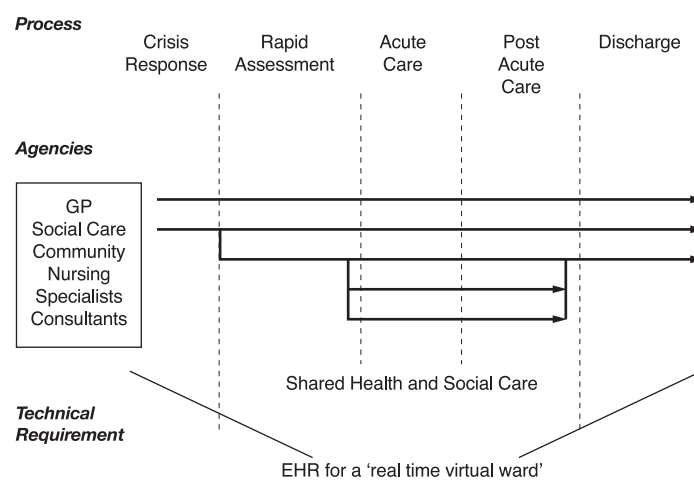 Process
Crisis
Response
Rapid
Assessment
Acute
Care
Post
Acute
Care
Discharge
Agencies
GP
Social Care
Community
Nursing
Specialists
Consultants
Shared Health and Social Care
Technical
Requirement
EHR for a ‘real time virtual ward’